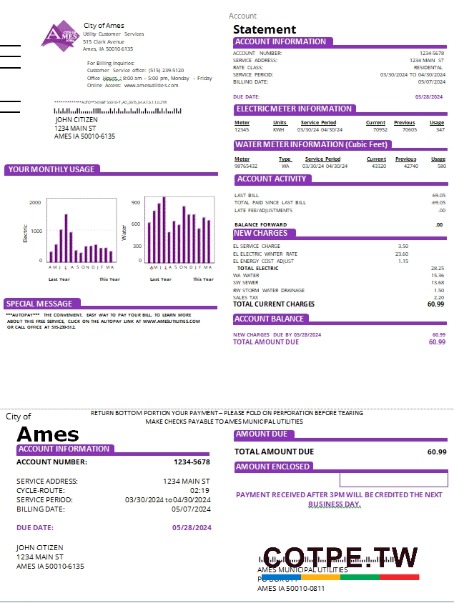 Account
Statement
City of Ames
Utility Customer Services
515 Clark Avenue
Ames, IA 50010-6135
For Billing Inquiries:
Customer Service office: (515) 239-5120
Office Hours: 8:00 am - 5:00 pm, Monday - Friday
Online Access: www.amesutilities.com
JOHN CITIZEN
1234 MAIN ST
AMES IA 50010-6135
ACCOUNT INFORMATION
ACCOUNT NUMBER: 1234-5678
SERVICE ADDRESS: 1234 MAIN ST
RATE CLASS: RESIDENTAL
SERVICE PERIOD: 03/30/2024 TO 04/30/2024
BILLING DATE: 05/07/2024
DUE DATE: 05/28/2024
ELECTRIC METER INFORMATION
Meter Units Service Period Current Previous Usage
12345 KWH 03/30/24 04/30/24 70952 70605 347
WATER METER INFORMATION (Cubic Feet)
Meter Type Service Period Current Previous Usage
98765432 WA 03/30/24 04/30/24 43320 42740 580
ACCOUNT ACTIVITY
LAST BILL 69.05
TOTAL PAID SINCE LAST BILL 69.05
LATE FEE/ADJUSTMENTS .00
BALANCE FORWARD .00
NEW CHARGES
EL SERVICE CHARGE 3.50
EL ELECTRIC WINTER RATE 23.60
EL ENERGY COST ADJUST 1.15
TOTAL ELECTRIC 28.25
WA WATER 15.36
SW SEWER 13.68
RY STORM WATER DRAINAGE 1.50
SALES TAX 2.20
TOTAL CURRENT CHARGES 60.99
ACCOUNT BALANCE
NEW CHARGES DUE BY 05/28/2024 60.99
TOTAL AMOUNT DUE 60.99
YOUR MONTHLY USAGE
Electric
2000
1000
0
A M J L A S O N D J F M A
Last Year This Year
Water
900
600
300
0
A M J L A S O N D J F M A
Last Year This Year
SPECIAL MESSAGE
***AUTOPAY*** THE CONVENIENT, EASY WAY TO PAY YOUR BILL. TO LEARN MORE
ABOUT THIS FREE SERVICE, CLICK ON THE AUTOPAY LINK AT WWW.AMESUTILITIES.COM
OR CALL OFFICE AT 515-239-512.
RETURN BOTTOM PORTION YOUR PAYMENT – PLEASE FOLD ON PERFORATION BEFORE TEARING
MAKE CHECKS PAYABLE TO AMES MUNICIPAL UTILITIES
City of
Ames
ACCOUNT INFORMATION
ACCOUNT NUMBER: 1234-5678
SERVICE ADDRESS: 1234 MAIN ST
CYCLE-ROUTE: 02:19
SERVICE PERIOD: 03/30/2024 to 04/30/2024
BILLING DATE: 05/07/2024
DUE DATE: 05/28/2024
JOHN CITIZEN
1234 MAIN ST
AMES IA 50010-6135
AMOUNT DUE
TOTAL AMOUNT DUE 60.99
AMOUNT ENCLOSED
PAYMENT RECEIVED AFTER 3PM WILL BE CREDITED THE NEXT
BUSINESS DAY.
COTPE.TW
AMES MUNICIPAL UTILITIES
AMES IA 50010-0811